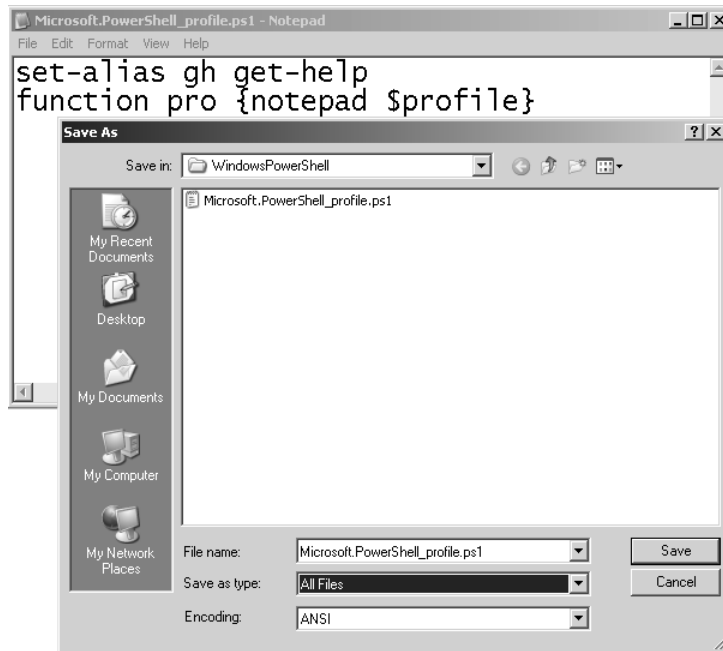 Microsoft.PowerShell_profile.ps1 - Notepad
File Edit Format View Help
set-alias gh get-help
function pro {notepad $profile}
Save As
Save in: WindowsPowerShell
Microsoft.PowerShell_profile.ps1
My Recent
Documents
Desktop
My Documents
My Computer
My Network
Places
File name: Microsoft.PowerShell_profile.ps1 Save
Save as type: All Files Cancel
Encoding: ANSI